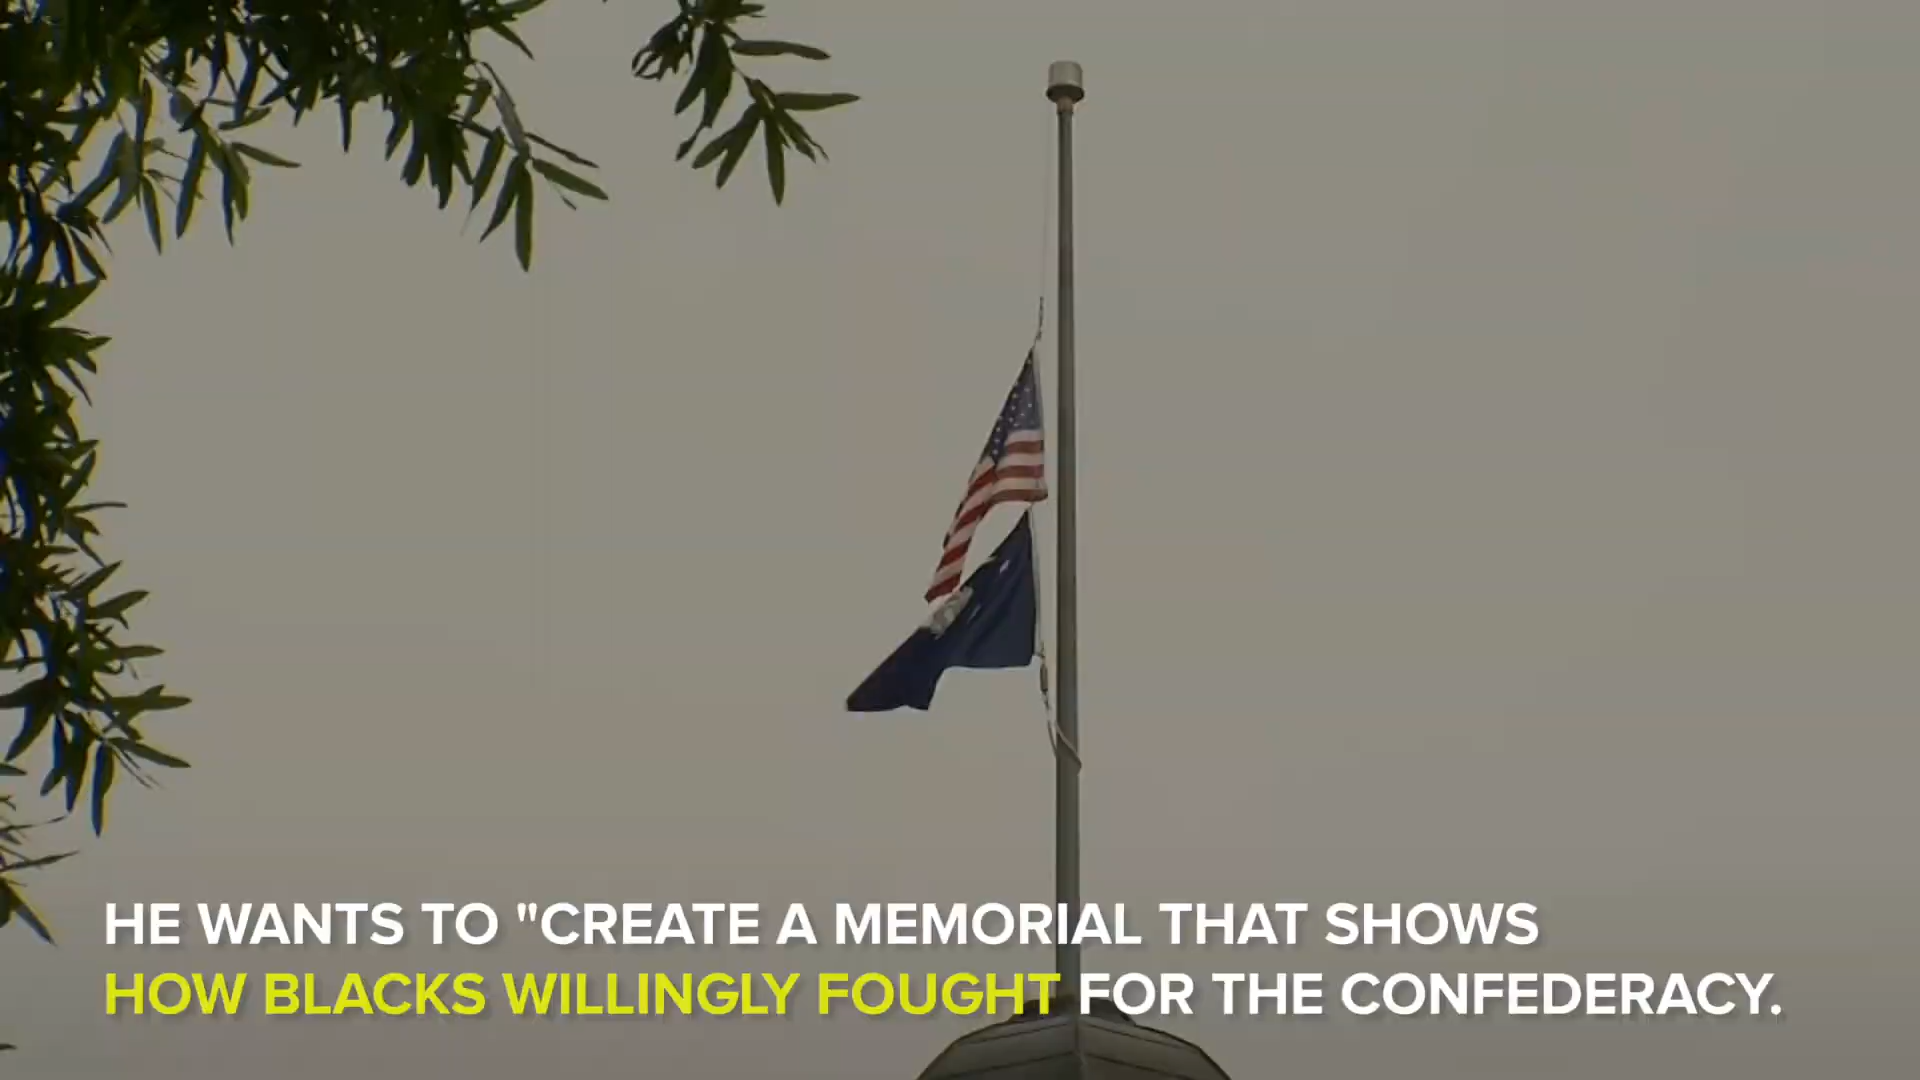 HE WANTS TO "CREATE A MEMORIAL THAT SHOWS
HOW BLACKS WILLINGLY FOUGHT FOR THE CONFEDERACY.